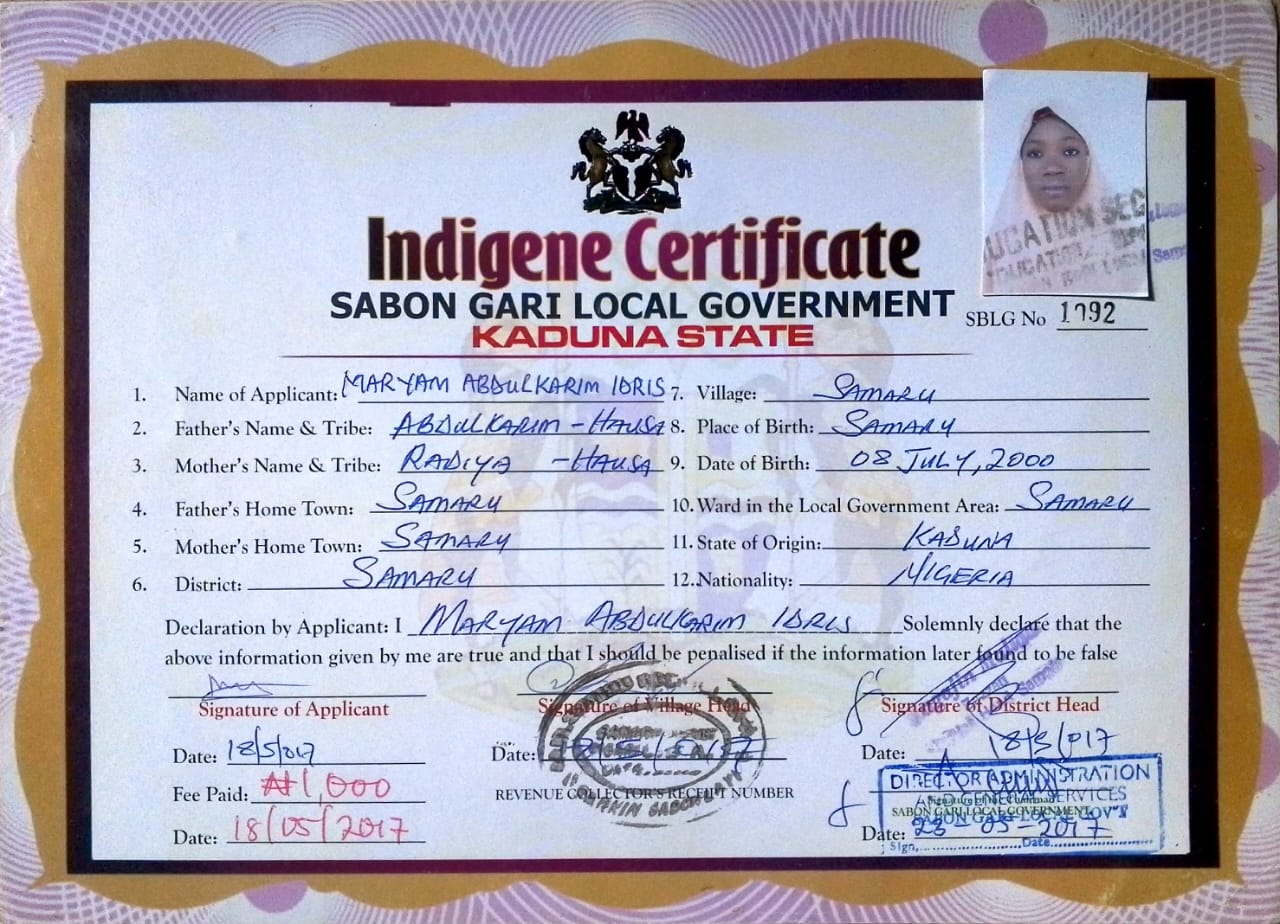 Indigene Certificate
SABON GARI LOCAL GOVERNMENT
KADUNA STATE
SBLG No 1092
1. Name of Applicant: MARYAM ABDULKARIM IDRIS
2. Father's Name & Tribe: ABDULKARIM - HAUSA
3. Mother's Name & Tribe: RADIYA - HAUSA
4. Father's Home Town: SAMARU
5. Mother's Home Town: SAMARU
6. District: SAMARU
7. Village: SAMARU
8. Place of Birth: SAMARU
9. Date of Birth: 08 JULY, 2000
10. Ward in the Local Government Area: SAMARU
11. State of Origin: KADUNA
12. Nationality: NIGERIA
Declaration by Applicant: I MARYAM ABDULKARIM IDRIS Solemnly declare that the
above information given by me are true and that I should be penalised if the information later found to be false
Signature of Applicant
Date: 18/5/017
Fee Paid: ₦1,000
Date: 18/05/2017
Signature of Village Head
Date:
REVENUE COLLECTOR'S RECEIPT NUMBER
Signature of District Head
Date: 18/5/017
DIRECTOR ADMINISTRATION
SERVICES
SABON GARI LOCAL GOVERNMENT
Date: 23-05-2017
Sign, Date